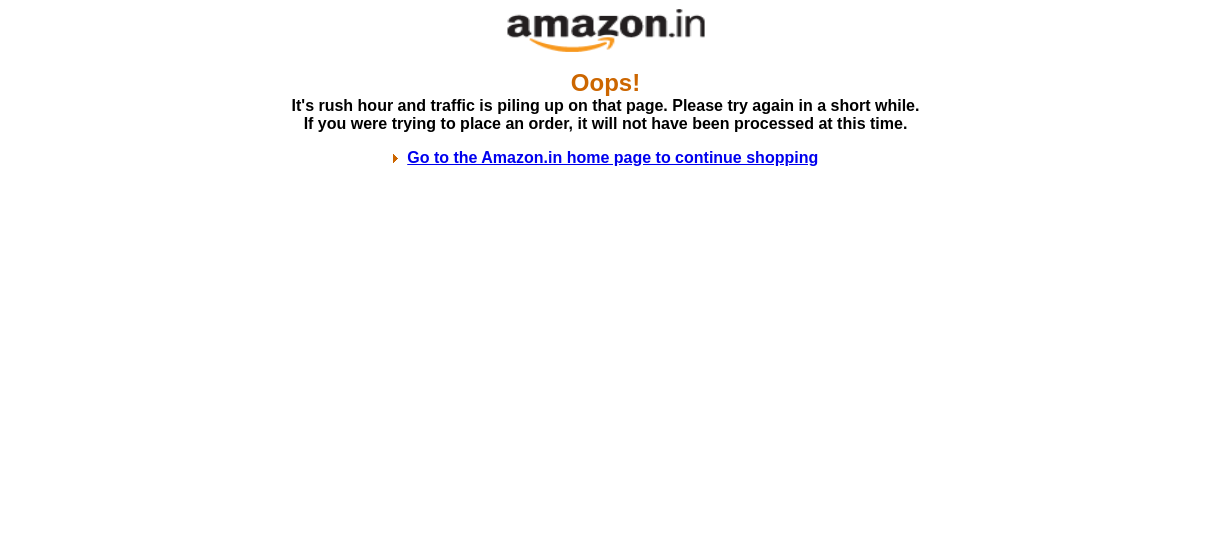 amazon.in
Oops!
It's rush hour and traffic is piling up on that page. Please try again in a short while.
If you were trying to place an order, it will not have been processed at this time.
Go to the Amazon.in home page to continue shopping